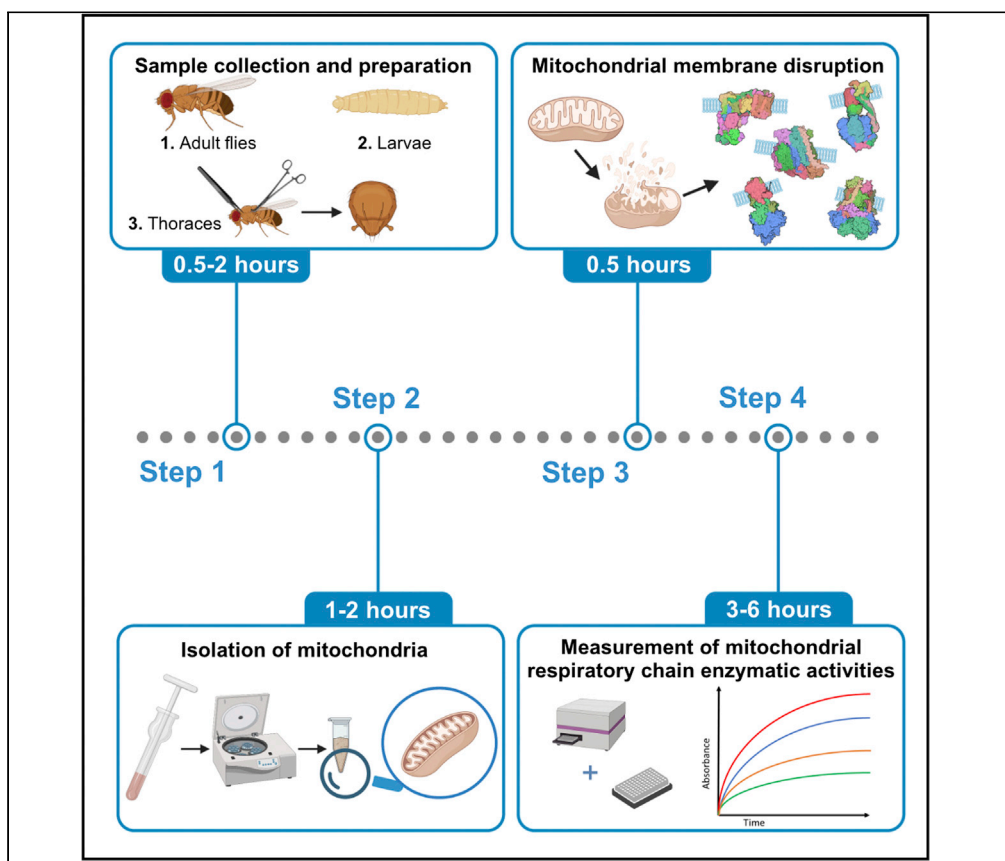 Sample collection and preparation
1. Adult flies
2. Larvae
3. Thoraces
0.5-2 hours
Mitochondrial membrane disruption
0.5 hours
Step 1
Step 2
Step 3
Step 4
1-2 hours
Isolation of mitochondria
3-6 hours
Measurement of mitochondrial
respiratory chain enzymatic activities
+
Absorbance
Time